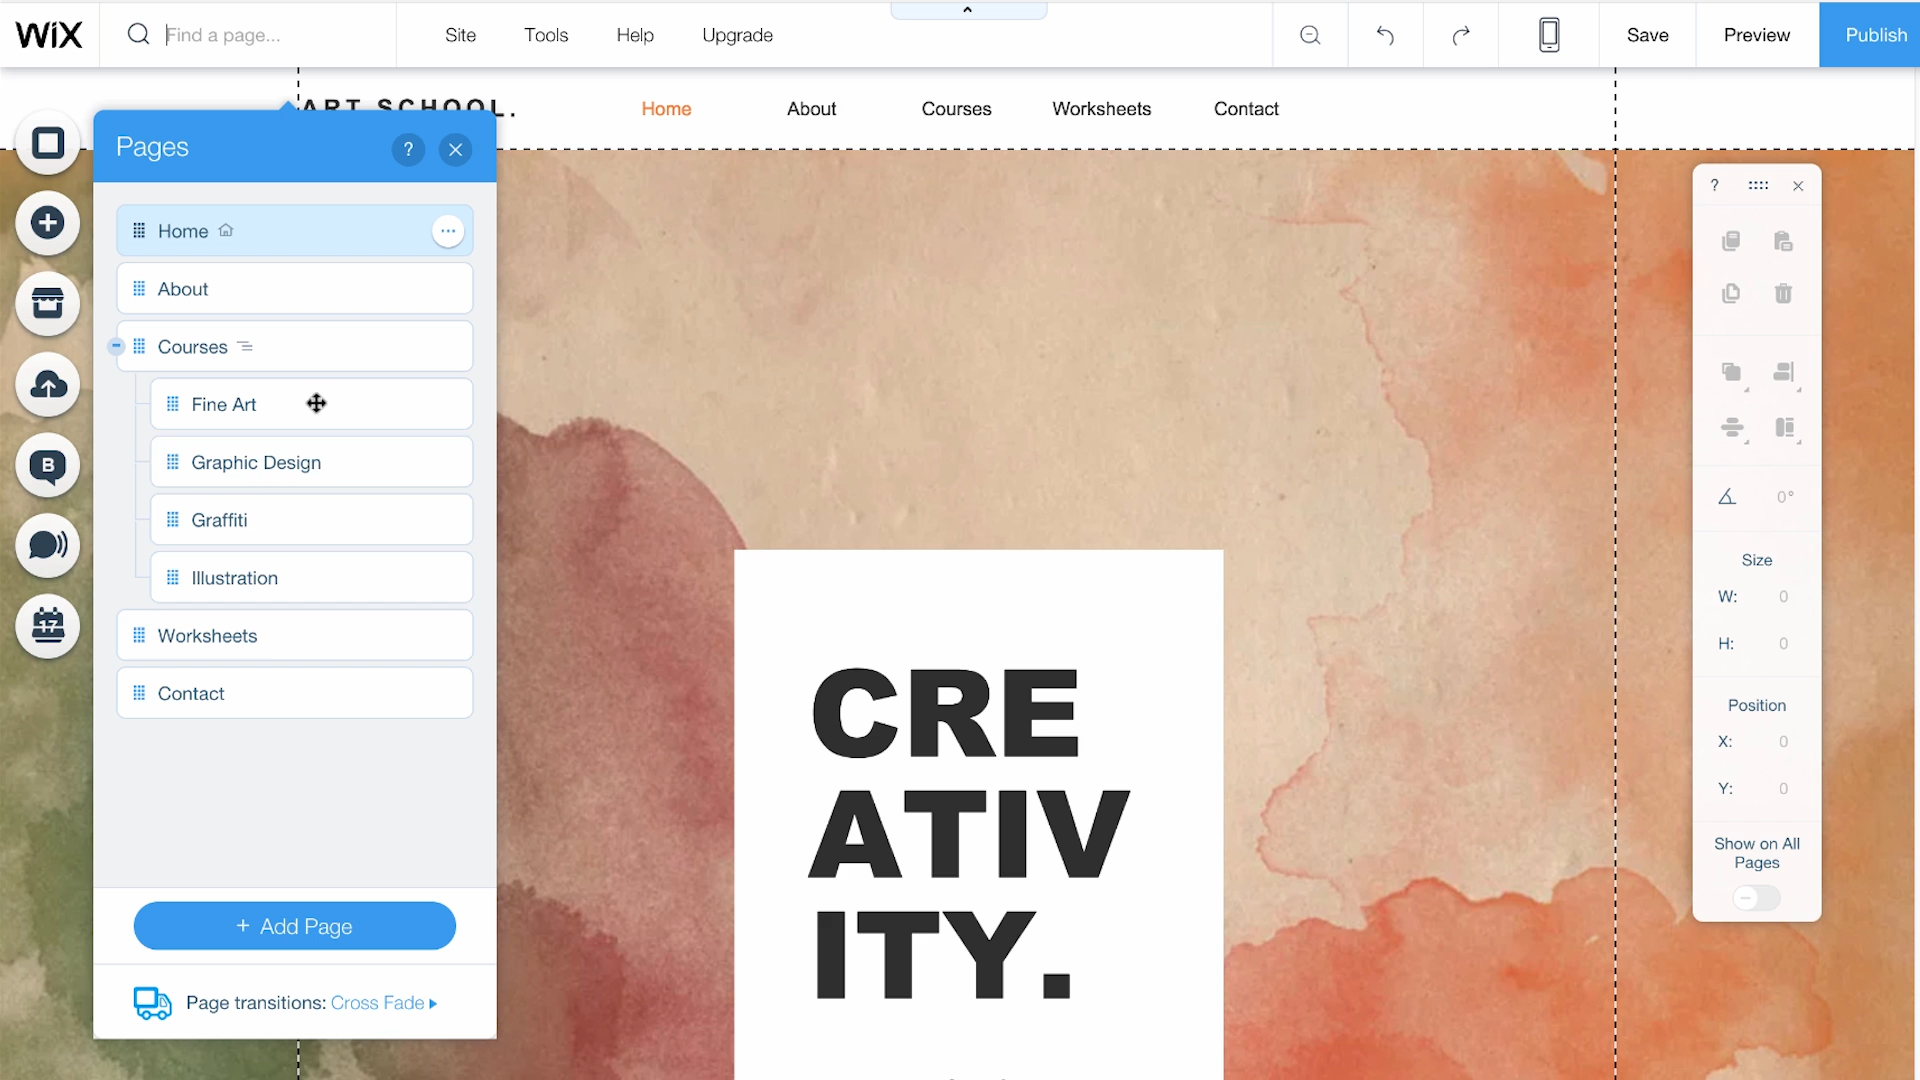 WiX
Find a page...
Site
Tools
Help
Upgrade
Save
Preview
Publish
ART SCHOOL.
Home
About
Courses
Worksheets
Contact
Pages
?
Home
About
Courses
Fine Art
Graphic Design
Graffiti
Illustration
Worksheets
Contact
+ Add Page
Page transitions: Cross Fade
B
17
CRE
ATIV
ITY.
?
0°
Size
W: 0
H: 0
Position
X: 0
Y: 0
Show on All
Pages